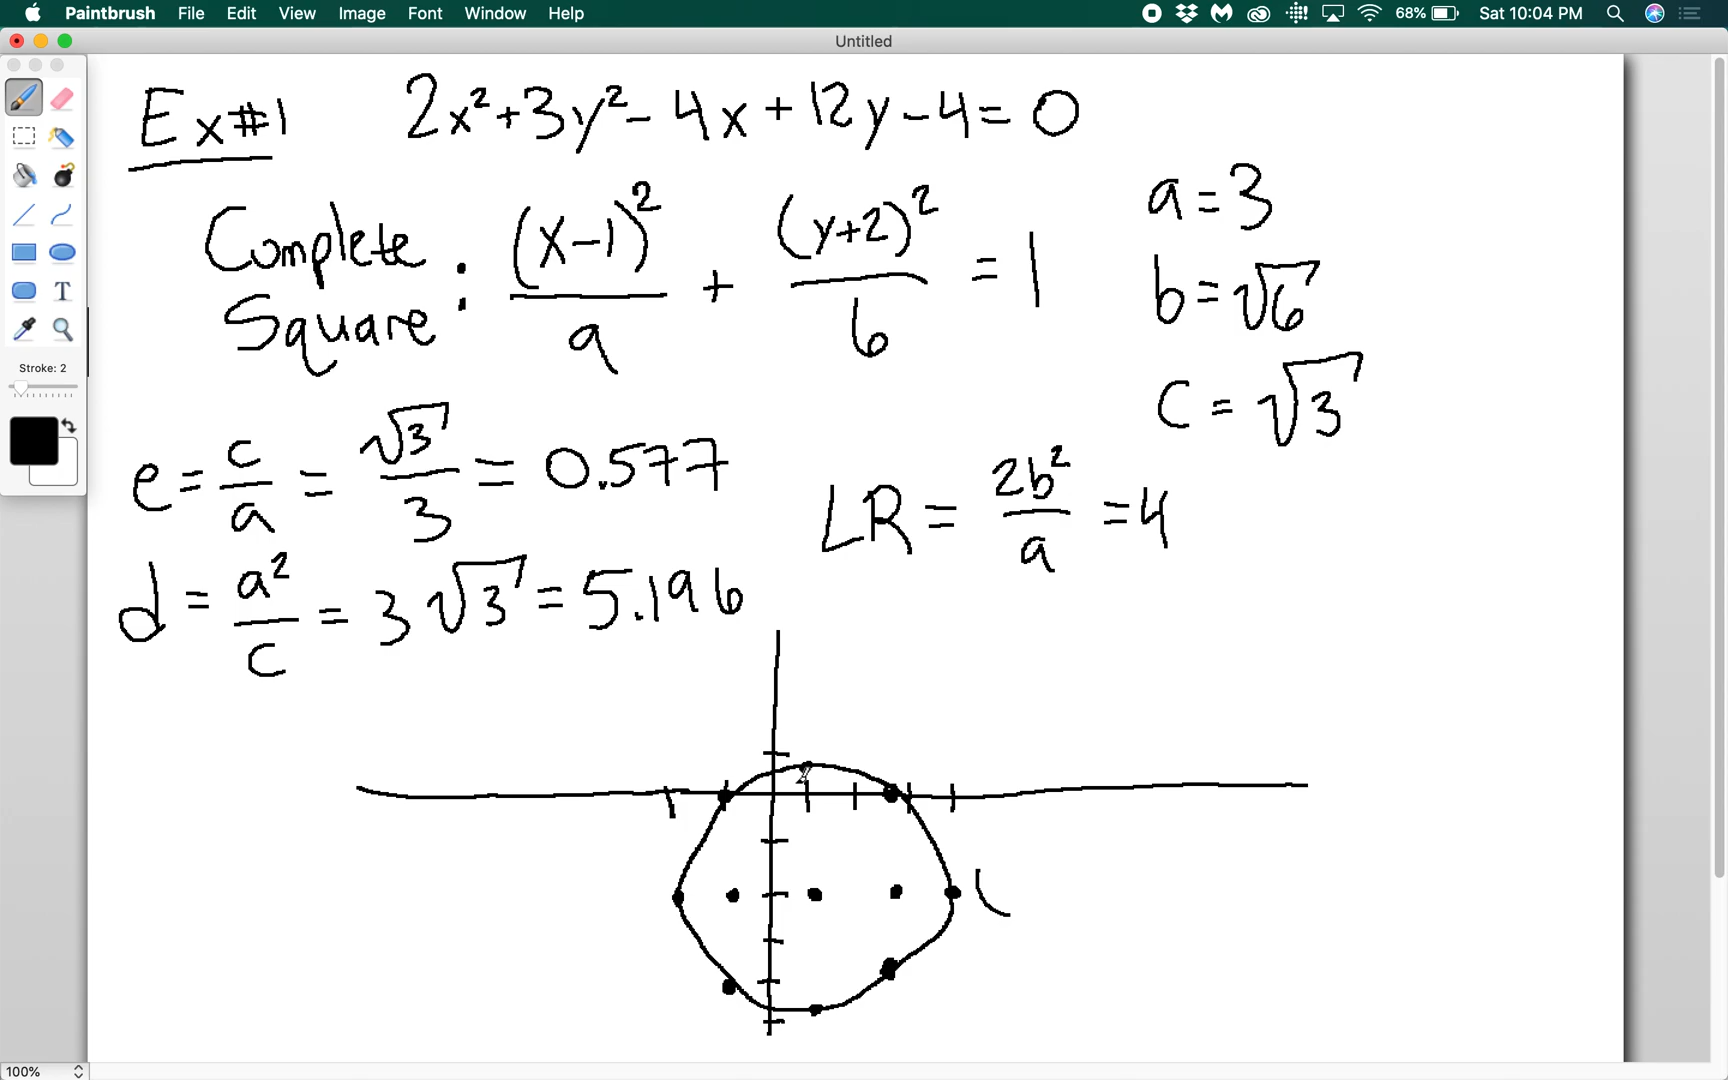 Paintbrush File Edit View Image Font Window Help 68% Sat 10:04 PM
Untitled
Ex#1 2x²+3y²-4x+12y-4=0
Complete Square: (x-1)²/9 + (y+2)²/6 = 1
a=3
b=√6
c=√3
e=c/a=√3/3=0.577
LR=2b²/a=4
d=a²/c=3√3=5.196
T
Stroke: 2
100%